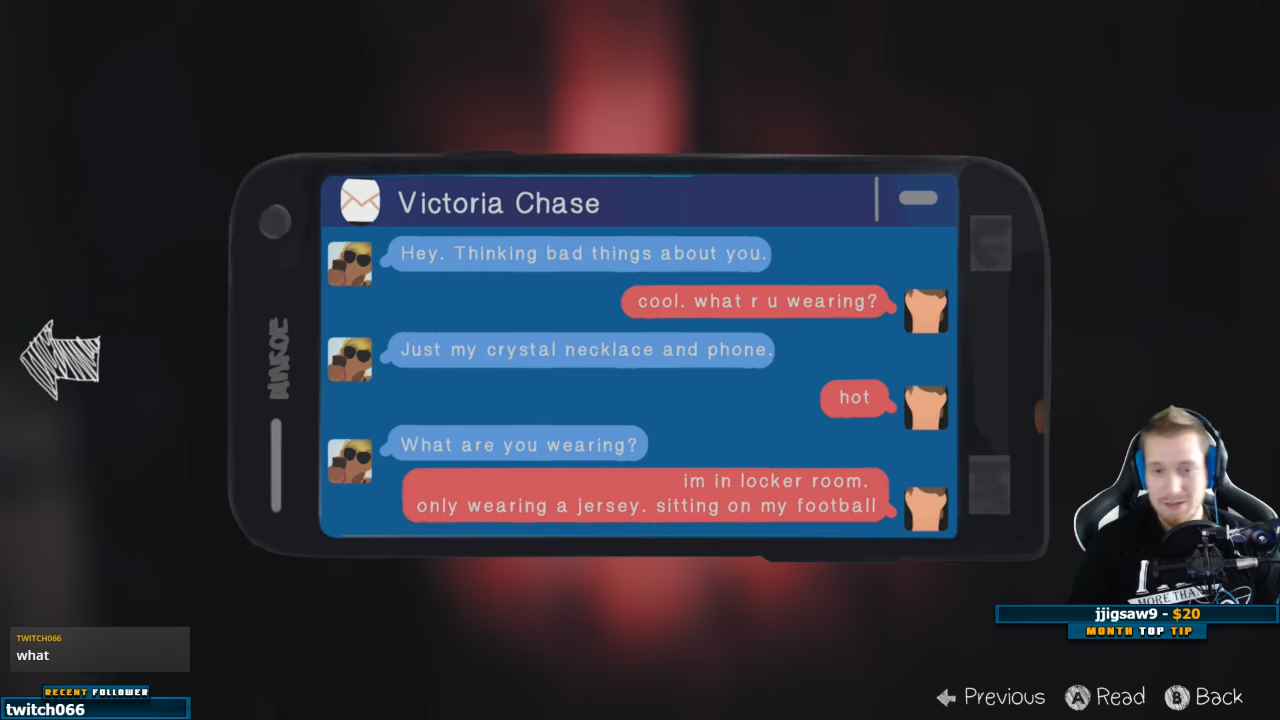 Victoria Chase
Hey. Thinking bad things about you.
cool. what r u wearing?
Just my crystal necklace and phone.
hot
What are you wearing?
im in locker room.
only wearing a jersey. sitting on my football
TWITCH066
what
RECENT FOLLOWER
twitch066
I
MORE THAN
jjigsaw9 - $20
MONTH TOP TIP
Previous
A Read
B Back